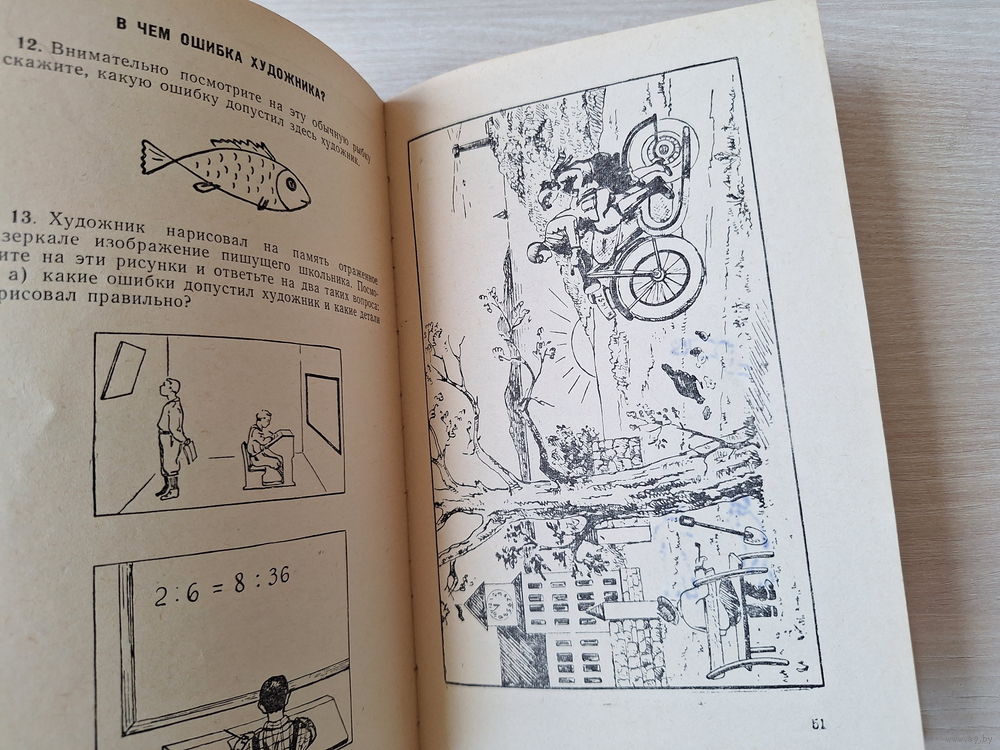 В ЧЕМ ОШИБКА ХУДОЖНИКА?
12. Внимательно посмотрите на эту обычную рыбку
скажите, какую ошибку допустил здесь художник.
13. Художник нарисовал на память отраженное
зеркале изображение пишущего школьника. Посмо-
ите на эти рисунки и ответьте на два таких вопроса:
а) какие ошибки допустил художник и какие детали
рисовал правильно?
2 : 6 = 8 : 36
51